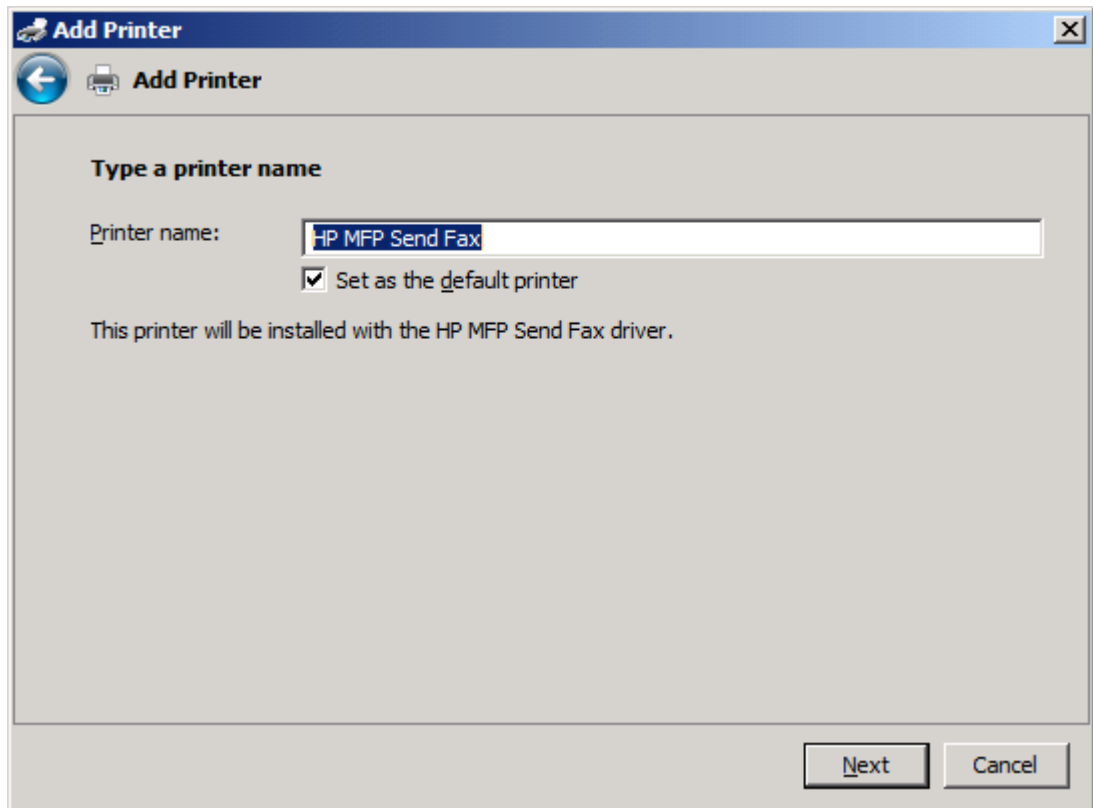 Add Printer
Add Printer
Type a printer name
Printer name: HP MFP Send Fax
Set as the default printer
This printer will be installed with the HP MFP Send Fax driver.
Next Cancel